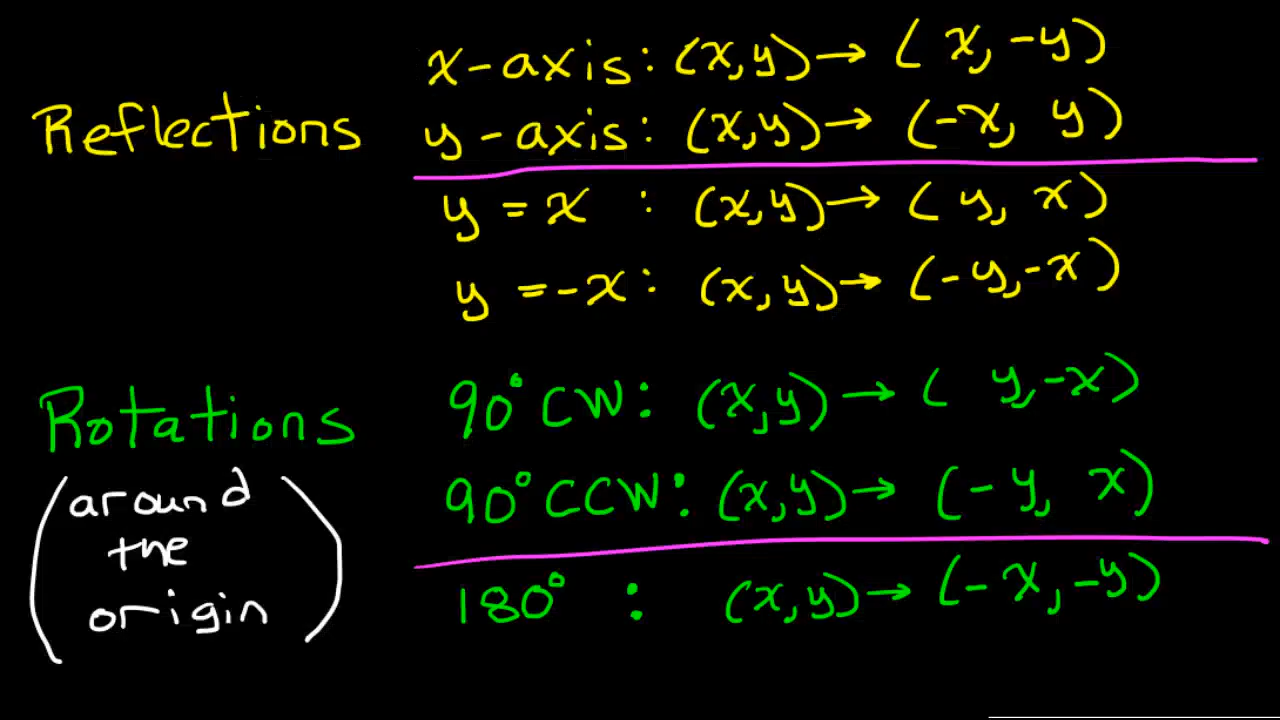 x-axis: (x,y) → (x, -y)
Reflections y-axis: (x,y) → (-x, y)
y = x : (x,y) → (y, x)
y = -x : (x,y) → (-y, -x)
Rotations 90° CW: (x,y) → (y, -x)
(around the origin)
90° CCW: (x,y) → (-y, x)
180° : (x,y) → (-x, -y)